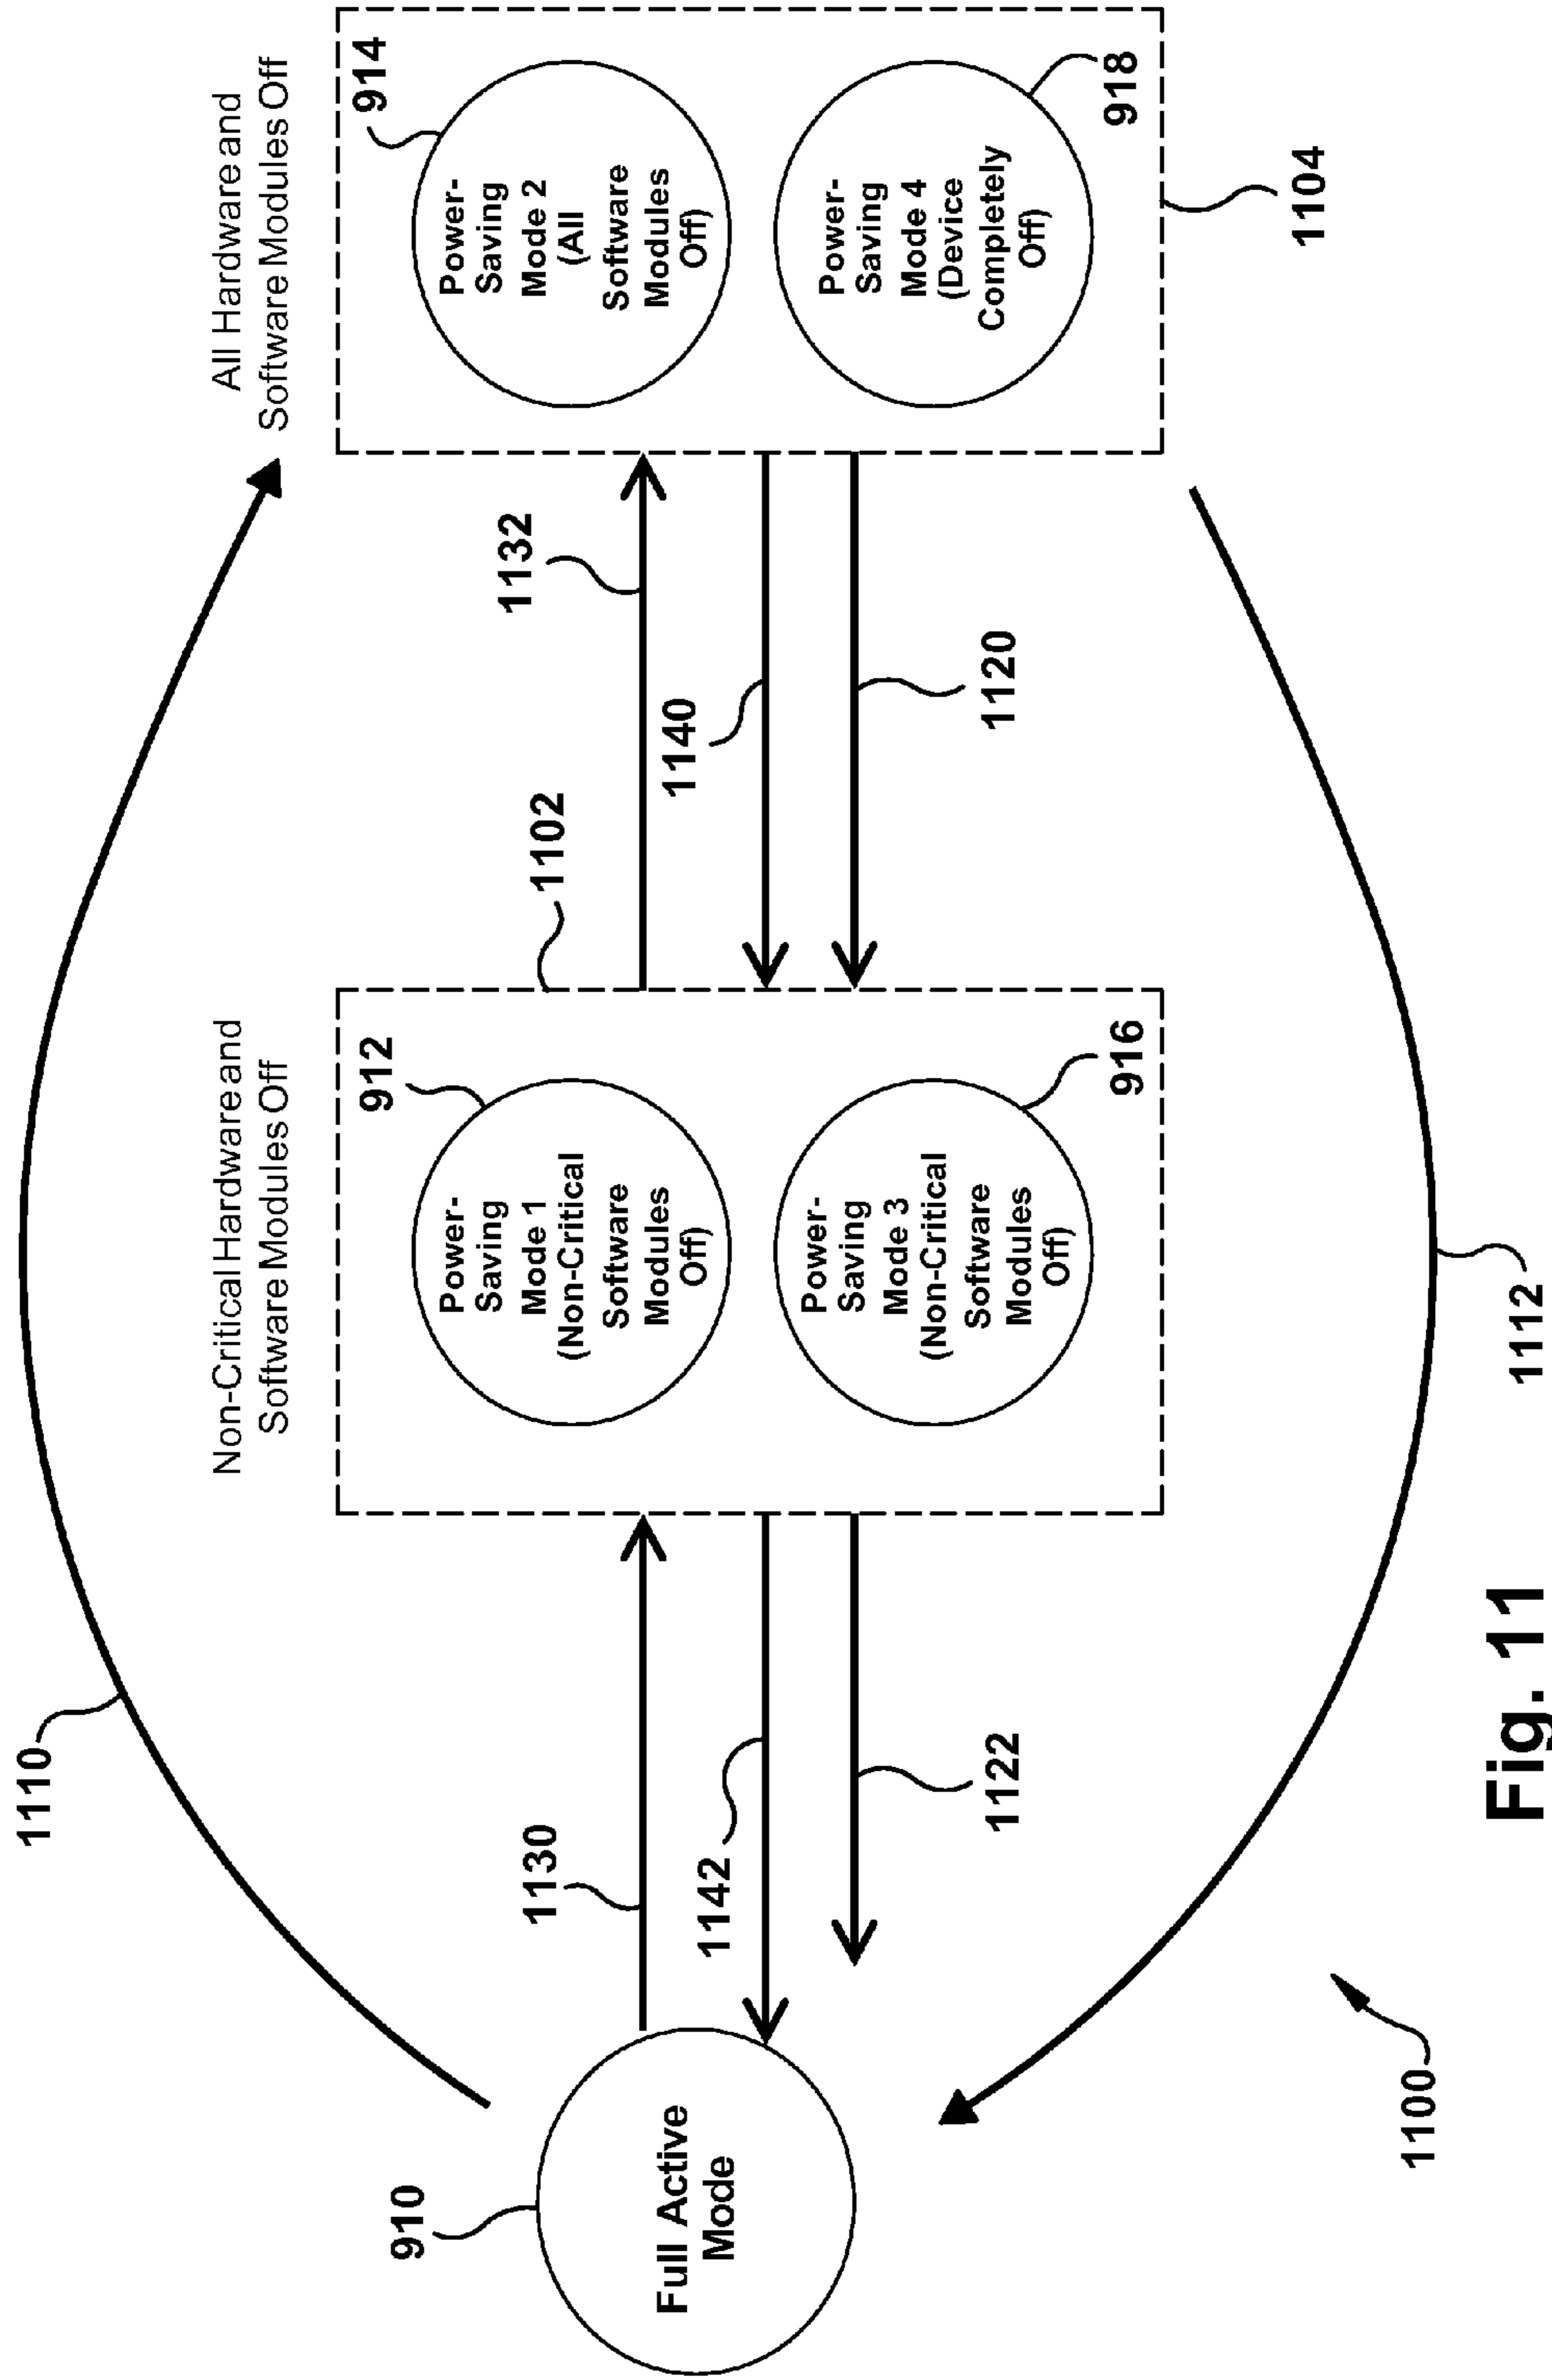 1110
Non-Critical Hardware and
Software Modules Off
All Hardware and
Software Modules Off
910
Full Active
Mode
1130
1142
1122
912
Power-
Saving
Mode 1
(Non-Critical
Software
Modules
Off)
916
Power-
Saving
Mode 3
(Non-Critical
Software
Modules
Off)
1102
1132
1140
1120
914
Power-
Saving
Mode 2
(All
Software
Modules
Off)
918
Power-
Saving
Mode 4
(Device
Completely
Off)
1104
1112
1100
Fig. 11